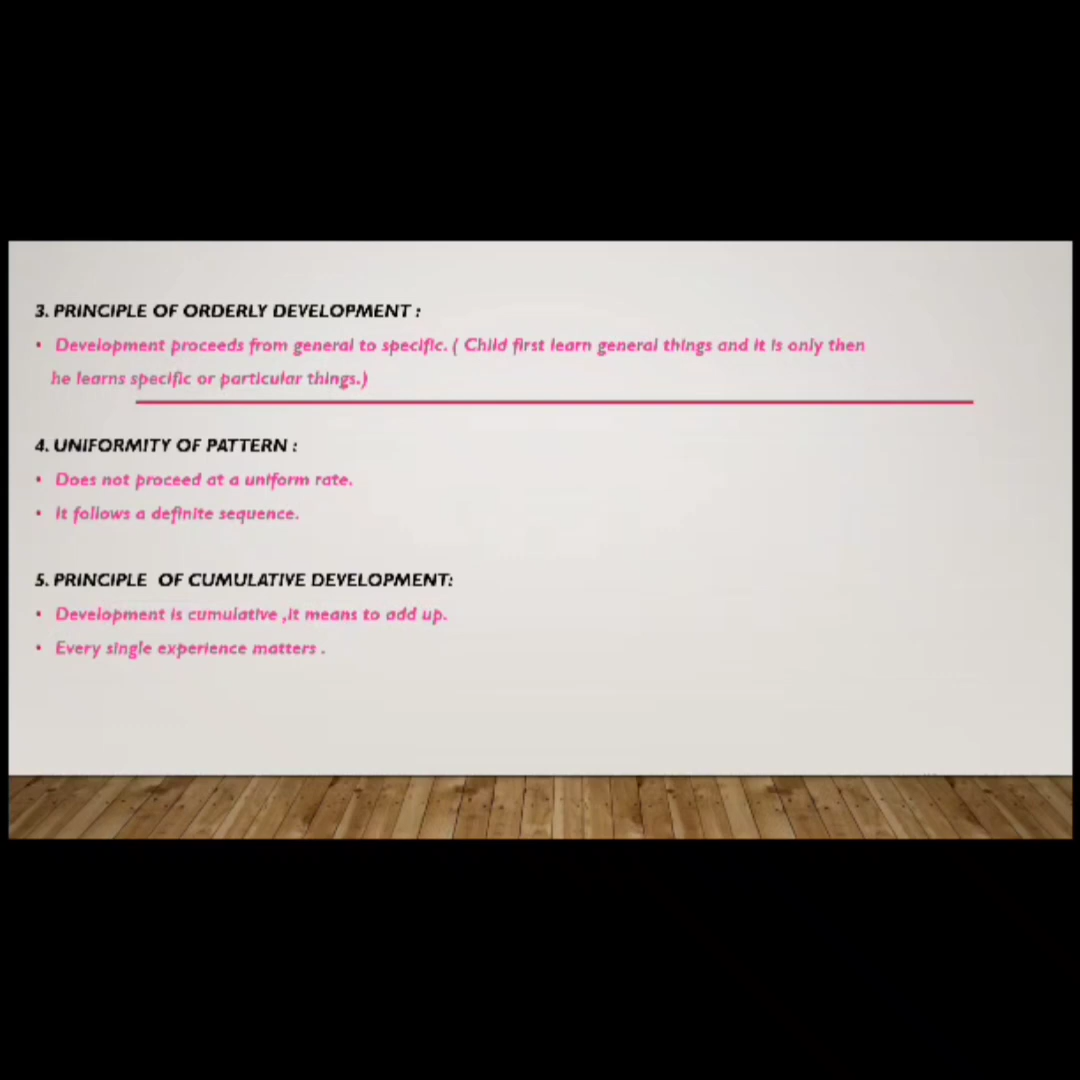 3. PRINCIPLE OF ORDERLY DEVELOPMENT :
• Development proceeds from general to specific. ( Child first learn general things and it is only then
he learns specific or particular things.)
4. UNIFORMITY OF PATTERN :
• Does not proceed at a uniform rate.
• It follows a definite sequence.
5. PRINCIPLE OF CUMULATIVE DEVELOPMENT:
• Development is cumulative ,it means to add up.
• Every single experience matters .